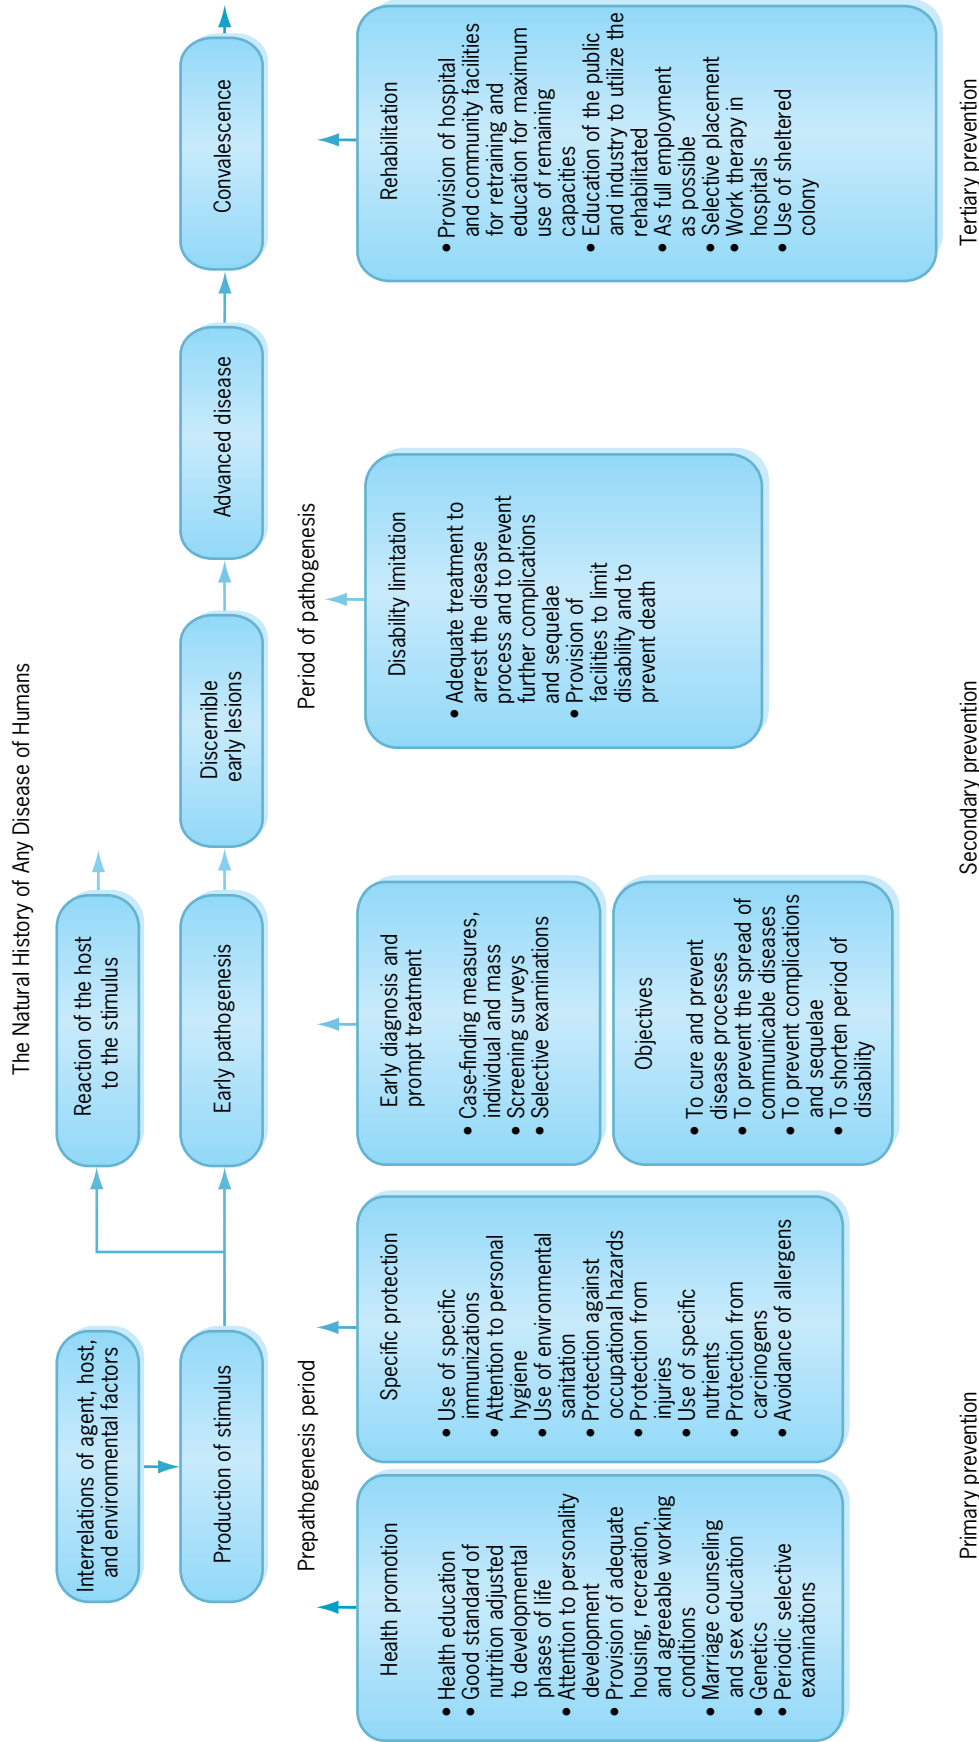 The Natural History of Any Disease of Humans
Interrelations of agent, host,
and environmental factors
Reaction of the host
to the stimulus
Production of stimulus
Early pathogenesis
Discernible
early lesions
Advanced disease
Convalescence
Prepathogenesis period
Period of pathogenesis
Health promotion
• Health education
• Good standard of
nutrition adjusted
to developmental
phases of life
• Attention to personality
development
• Provision of adequate
housing, recreation,
and agreeable working
conditions
• Marriage counseling
and sex education
• Genetics
• Periodic selective
examinations
Specific protection
• Use of specific
immunizations
• Attention to personal
hygiene
• Use of environmental
sanitation
• Protection against
occupational hazards
• Protection from
injuries
• Use of specific
nutrients
• Protection from
carcinogens
• Avoidance of allergens
Early diagnosis and
prompt treatment
• Case-finding measures,
individual and mass
• Screening surveys
• Selective examinations
Objectives
• To cure and prevent
disease processes
• To prevent the spread of
communicable diseases
• To prevent complications
and sequelae
• To shorten period of
disability
Disability limitation
• Adequate treatment to
arrest the disease
process and to prevent
further complications
and sequelae
• Provision of
facilities to limit
disability and to
prevent death
Rehabilitation
• Provision of hospital
and community facilities
for retraining and
education for maximum
use of remaining
capacities
• Education of the public
and industry to utilize the
rehabilitated
• As full employment
as possible
• Selective placement
• Work therapy in
hospitals
• Use of sheltered
colony
Primary prevention
Secondary prevention
Tertiary prevention